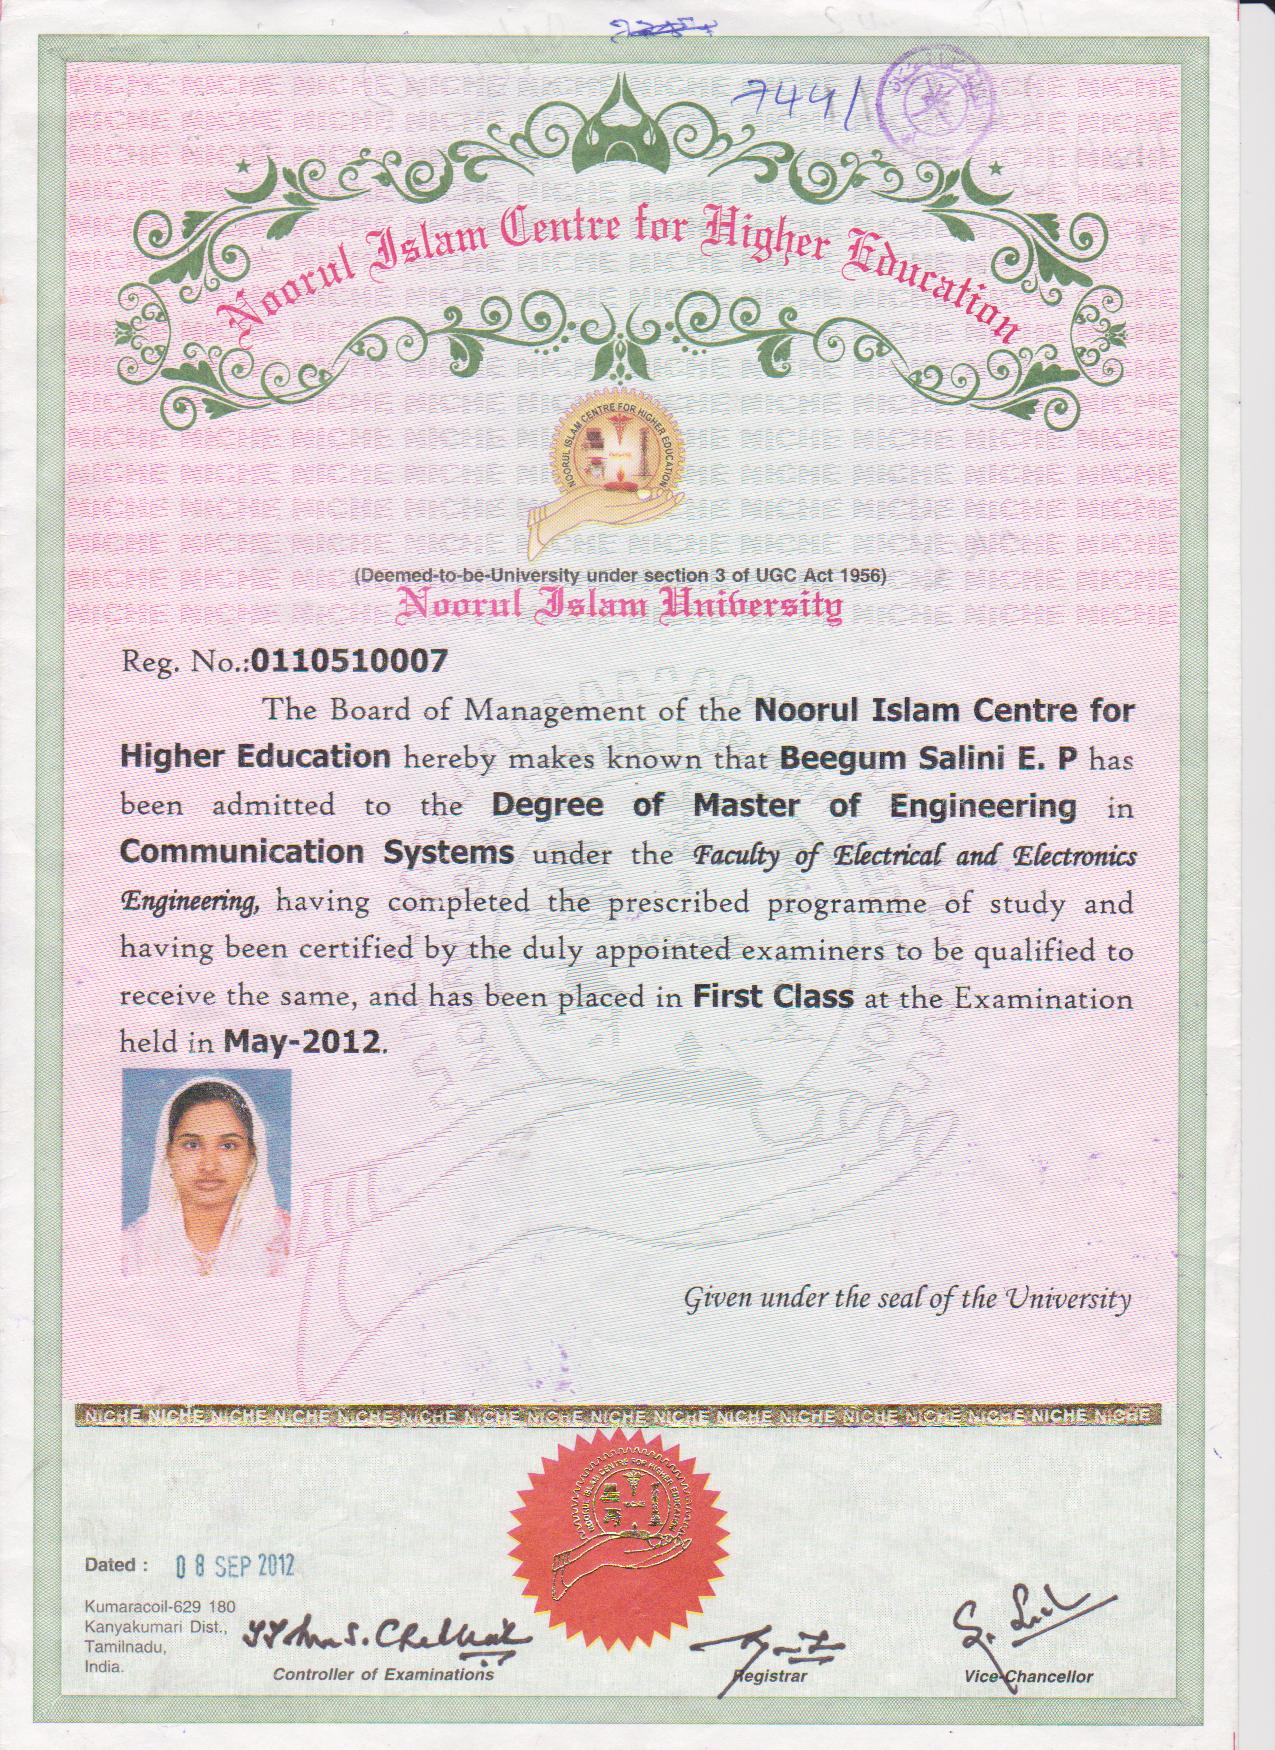 744/
Noorul Islam Centre for Higher Education
NOORUL ISLAM CENTRE FOR HIGHER EDUCATION
(Deemed-to-be-University under section 3 of UGC Act 1956)
Noorul Islam University
Reg. No.:0110510007
The Board of Management of the Noorul Islam Centre for
Higher Education hereby makes known that Beegum Salini E. P has
been admitted to the Degree of Master of Engineering in
Communication Systems under the Faculty of Electrical and Electronics
Engineering, having completed the prescribed programme of study and
having been certified by the duly appointed examiners to be qualified to
receive the same, and has been placed in First Class at the Examination
held in May-2012.
Given under the seal of the University
NICHE NICHE NICHE NICHE NICHE NICHE NICHE NICHE NICHE NICHE NICHE NICHE NICHE NICHE NICHE NICHE NICHE
NOORUL ISLAM CENTRE FOR HIGHER EDUCATION
Dated : 08 SEP 2012
Kumaracoil-629 180
Kanyakumari Dist.,
Tamilnadu,
India.
Controller of Examinations
Registrar
Vice-Chancellor